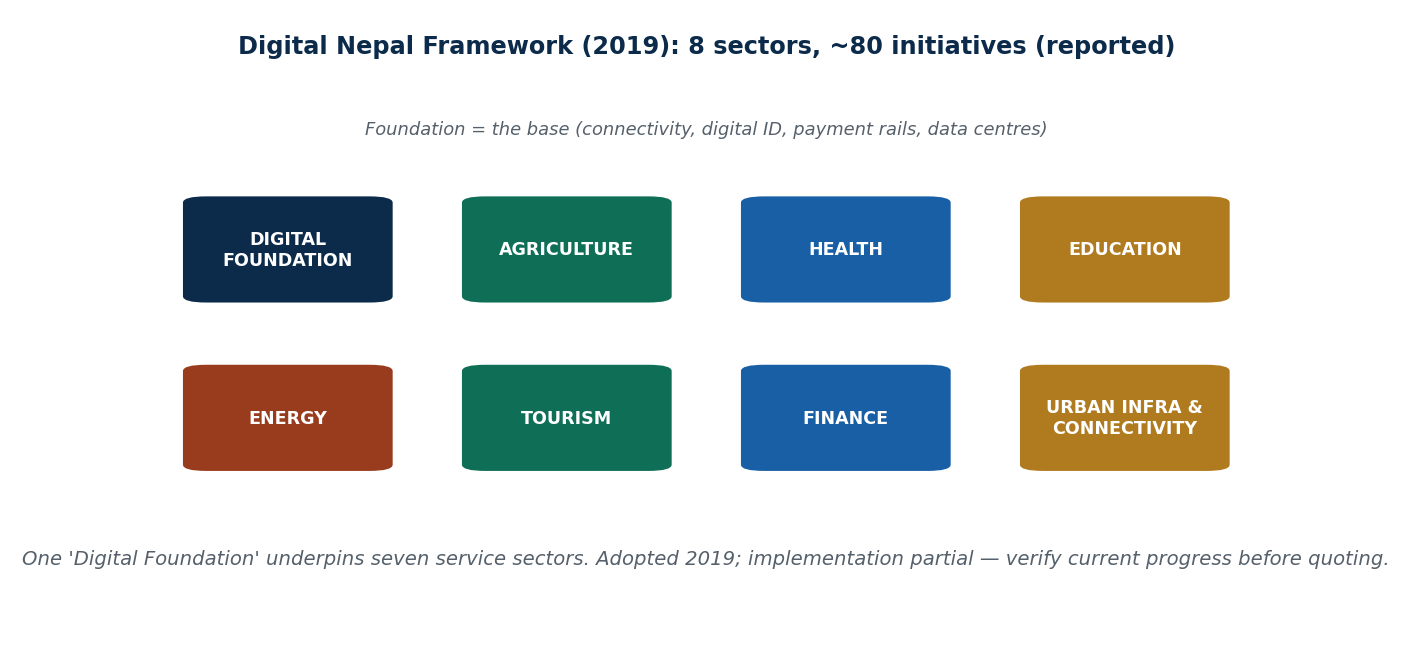 Digital Nepal Framework (2019): 8 sectors, ~80 initiatives (reported)
Foundation = the base (connectivity, digital ID, payment rails, data centres)
DIGITAL
FOUNDATION
AGRICULTURE
HEALTH
EDUCATION
ENERGY
TOURISM
FINANCE
URBAN INFRA &
CONNECTIVITY
One 'Digital Foundation' underpins seven service sectors. Adopted 2019; implementation partial — verify current progress before quoting.